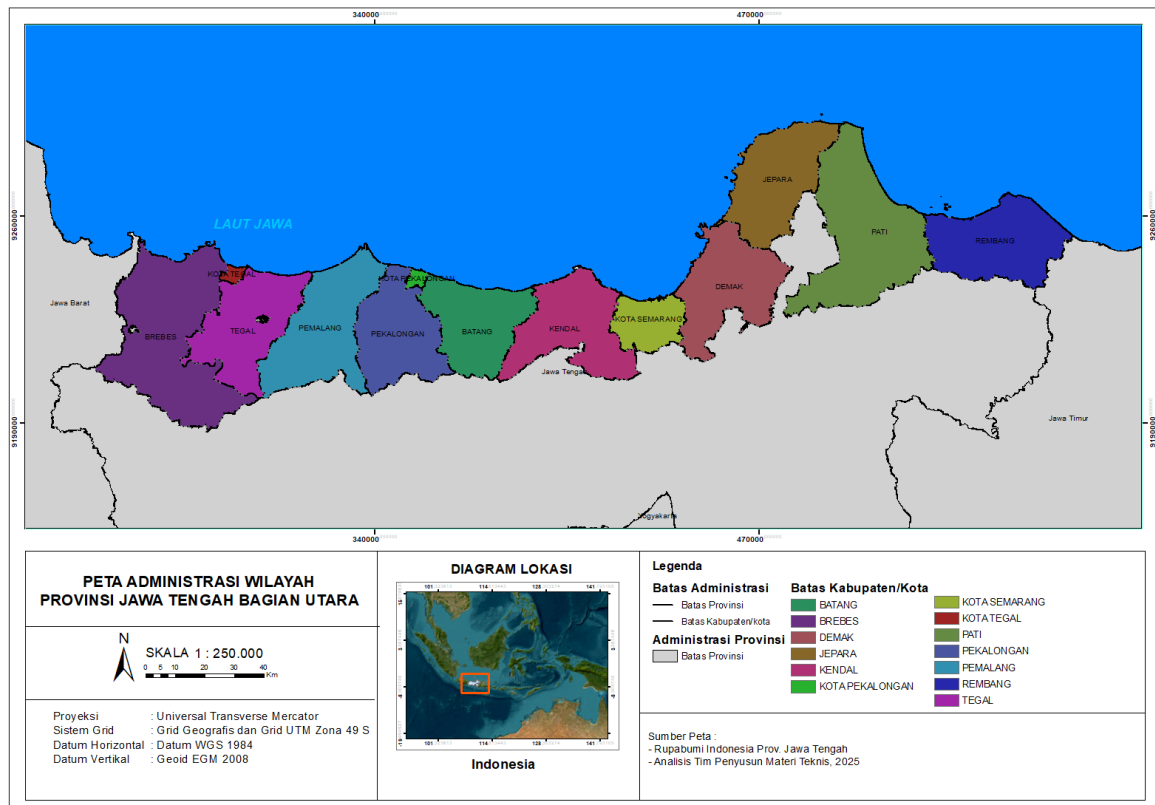 340000
470000
9260000
9260000
JEPARA
LAUT JAWA
PATI
REMBANG
KOTA TEGAL
KOTA PEKALONGAN
DEMAK
Jawa Barat
BREBES
TEGAL
PEMALANG
PEKALONGAN
BATANG
KENDAL
KOTA SEMARANG
Jawa Tengah
Jawa Timur
9190000
9190000
Yogyakarta
340000
470000
PETA ADMINISTRASI WILAYAH
PROVINSI JAWA TENGAH BAGIAN UTARA
N
SKALA 1 : 250.000
0 5 10 20 30 40
Km
Proyeksi : Universal Transverse Mercator
Sistem Grid : Grid Geografis dan Grid UTM Zona 49 S
Datum Horizontal : Datum WGS 1984
Datum Vertikal : Geoid EGM 2008
DIAGRAM LOKASI
101 114 128 141
101 114 128 141
Indonesia
Legenda
Batas Administrasi
Batas Provinsi
Batas Kabupaten/kota
Administrasi Provinsi
Batas Provinsi
Batas Kabupaten/Kota
BATANG
BREBES
DEMAK
JEPARA
KENDAL
KOTA PEKALONGAN
KOTA SEMARANG
KOTA TEGAL
PATI
PEKALONGAN
PEMALANG
REMBANG
TEGAL
Sumber Peta :
- Rupabumi Indonesia Prov. Jawa Tengah
- Analisis Tim Penyusun Materi Teknis, 2025